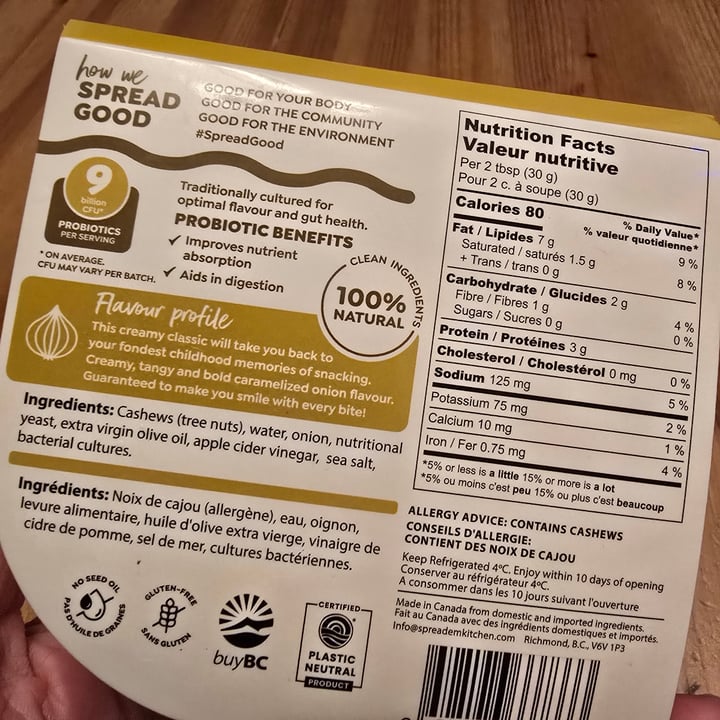 how we
SPREAD
GOOD
GOOD FOR YOUR BODY
GOOD FOR THE COMMUNITY
GOOD FOR THE ENVIRONMENT
#SpreadGood
9
billion
CFU*
PROBIOTICS
PER SERVING
* ON AVERAGE.
CFU MAY VARY PER BATCH.
Traditionally cultured for
optimal flavour and gut health.
PROBIOTIC BENEFITS
✓ Improves nutrient
absorption
✓ Aids in digestion
CLEAN INGREDIENTS
100%
NATURAL
Flavour profile
This creamy classic will take you back to
your fondest childhood memories of snacking.
Creamy, tangy and bold caramelized onion flavour.
Guaranteed to make you smile with every bite!
Ingredients: Cashews (tree nuts), water, onion, nutritional
yeast, extra virgin olive oil, apple cider vinegar, sea salt,
bacterial cultures.
Ingrédients: Noix de cajou (allergène), eau, oignon,
levure alimentaire, huile d'olive extra vierge, vinaigre de
cidre de pomme, sel de mer, cultures bactériennes.
NO SEED OIL
PAS D'HUILE DE GRAINES
GLUTEN-FREE
SANS GLUTEN
buyBC
CERTIFIED
PLASTIC
NEUTRAL
PRODUCT
Nutrition Facts
Valeur nutritive
Per 2 tbsp (30 g)
Pour 2 c. à soupe (30 g)
Calories 80
% Daily Value*
% valeur quotidienne*
Fat / Lipides 7 g 9 %
Saturated / saturés 1.5 g
+ Trans / trans 0 g 8 %
Carbohydrate / Glucides 2 g
Fibre / Fibres 1 g 4 %
Sugars / Sucres 0 g 0 %
Protein / Protéines 3 g
Cholesterol / Cholestérol 0 mg 0 %
Sodium 125 mg 5 %
Potassium 75 mg 2 %
Calcium 10 mg 1 %
Iron / Fer 0.75 mg 4 %
*5% or less is a little 15% or more is a lot
*5% ou moins c'est peu 15% ou plus c'est beaucoup
ALLERGY ADVICE: CONTAINS CASHEWS
CONSEILS D'ALLERGIE:
CONTIENT DES NOIX DE CAJOU
Keep Refrigerated 4ºC. Enjoy within 10 days of opening
Conserver au réfrigérateur 4ºC.
A consommer dans les 10 jours suivant l'ouverture
Made in Canada from domestic and imported ingredients.
Fait au Canada avec des ingrédients domestiques et importés.
Info@spreademkitchen.com Richmond, B.C., V6V 1P3